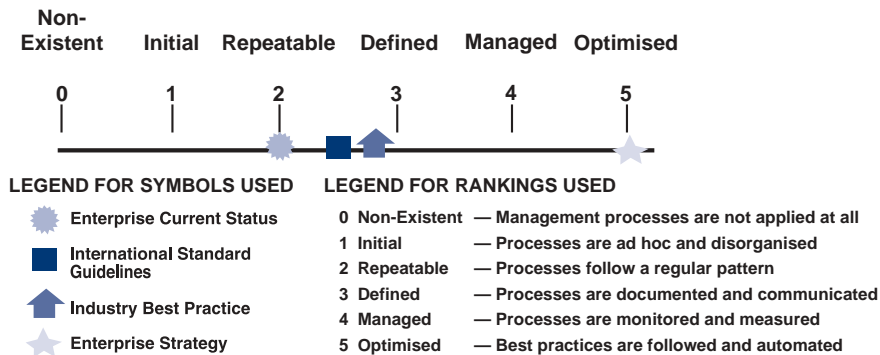 Non-
Existent Initial Repeatable Defined Managed Optimised
0 1 2 3 4 5
LEGEND FOR SYMBOLS USED
Enterprise Current Status
International Standard
Guidelines
Industry Best Practice
Enterprise Strategy
LEGEND FOR RANKINGS USED
0 Non-Existent — Management processes are not applied at all
1 Initial — Processes are ad hoc and disorganised
2 Repeatable — Processes follow a regular pattern
3 Defined — Processes are documented and communicated
4 Managed — Processes are monitored and measured
5 Optimised — Best practices are followed and automated